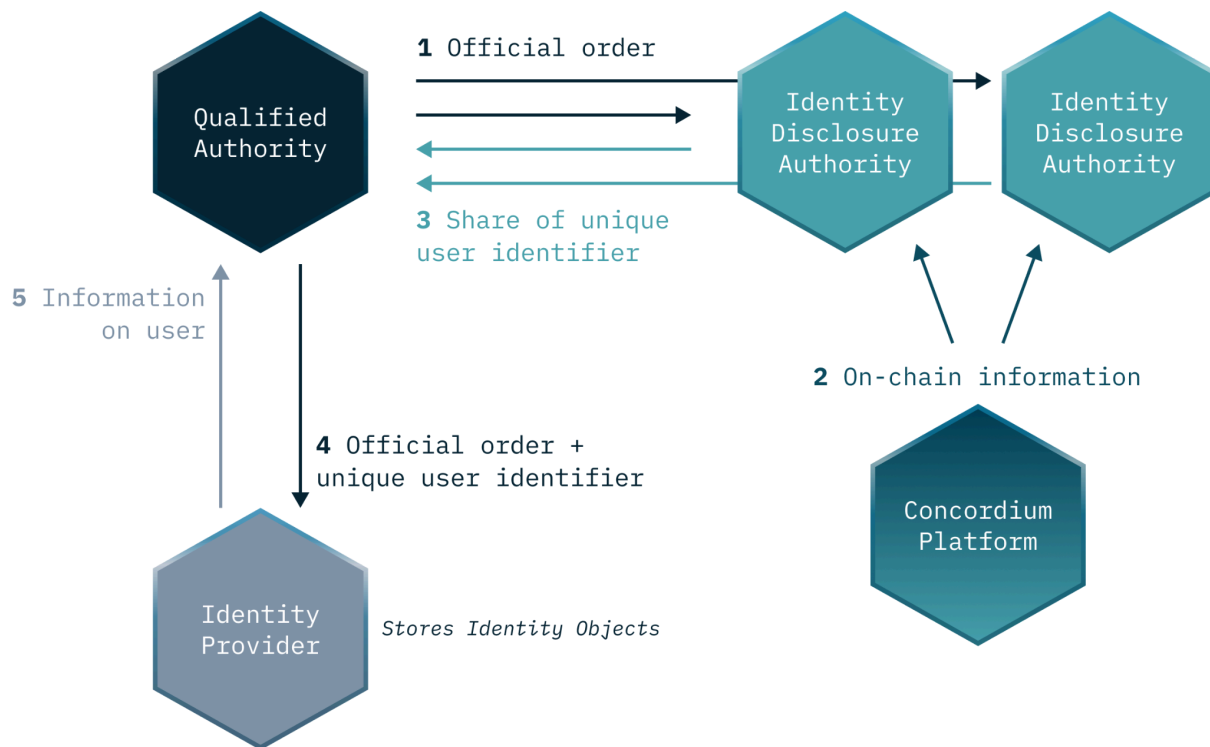 1 Official order
Qualified
Authority
Identity
Disclosure
Authority
Identity
Disclosure
Authority
3 Share of unique
user identifier
5 Information
on user
2 On-chain information
4 Official order +
unique user identifier
Concordium
Platform
Identity
Provider
Stores Identity Objects